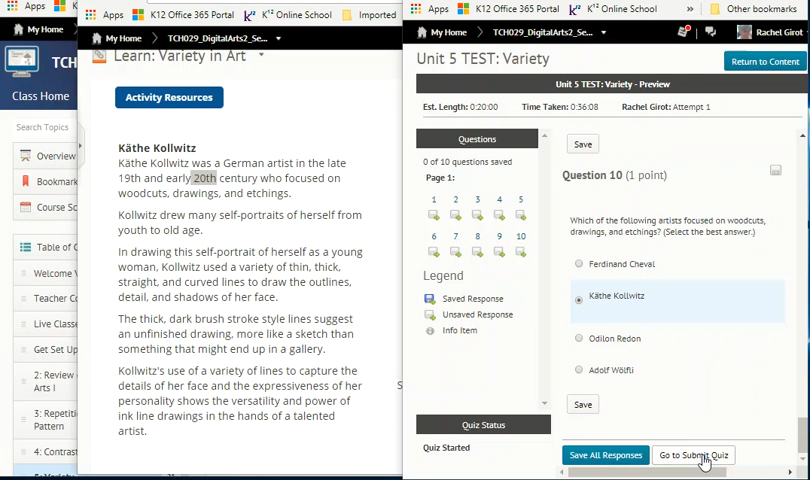 Apps
TCH
Class Home
Search Topics
Overview
Bookmark
Course Sc
Table of C
Welcome
Teacher Co
Live Classe
Get Set Up
2: Review
Arts I
3: Repetiti
Pattern
4: Contrast
Apps K12 Office 365 Portal K12 Online School Imported
My Home TCH029_DigitalArts2_Se...
Learn: Variety in Art
Activity Resources
Käthe Kollwitz
Käthe Kollwitz was a German artist in the late
19th and early 20th century who focused on
woodcuts, drawings, and etchings.
Kollwitz drew many self-portraits of herself from
youth to old age.
In drawing this self-portrait of herself as a young
woman, Kollwitz used a variety of thin, thick,
straight, and curved lines to draw the outlines,
detail, and shadows of her face.
The thick, dark brush stroke style lines suggest
an unfinished drawing, more like a sketch than
something that might end up in a gallery.
Kollwitz's use of a variety of lines to capture the
details of her face and the expressiveness of her
personality shows the versatility and power of
ink line drawings in the hands of a talented
artist.
Apps K12 Office 365 Portal K12 Online School » Other bookmarks
My Home TCH029_DigitalArts2_Se... Rachel Girot
Unit 5 TEST: Variety
Return to Content
Unit 5 TEST: Variety - Preview
Est. Length: 0:20:00 Time Taken: 0:36:08 Rachel Girot: Attempt 1
Questions
0 of 10 questions saved
Page 1:
1 2 3 4 5
6 7 8 9 10
Legend
Saved Response
Unsaved Response
Info Item
Quiz Status
Quiz Started
Save
Question 10 (1 point)
Which of the following artists focused on woodcuts,
drawings, and etchings? (Select the best answer.)
Ferdinand Cheval
Käthe Kollwitz
Odilon Redon
Adolf Wölfli
Save
Save All Responses Go to Submit Quiz